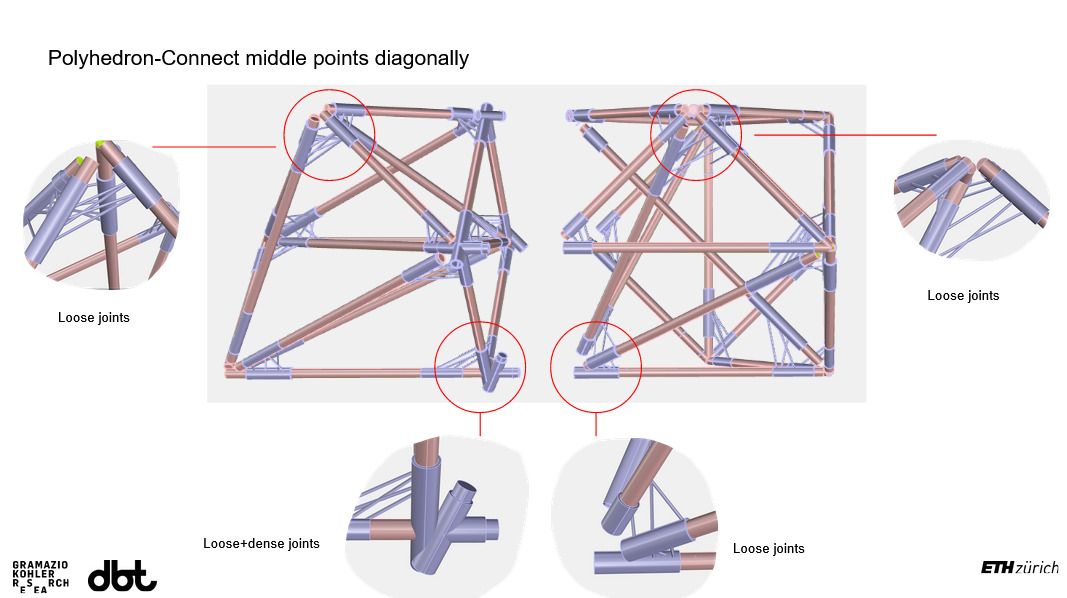 Polyhedron-Connect middle points diagonally
Loose joints
Loose joints
Loose+dense joints
Loose joints
GRAMAZIO
KOHLER
RESEARCH
dbt
ETH zürich